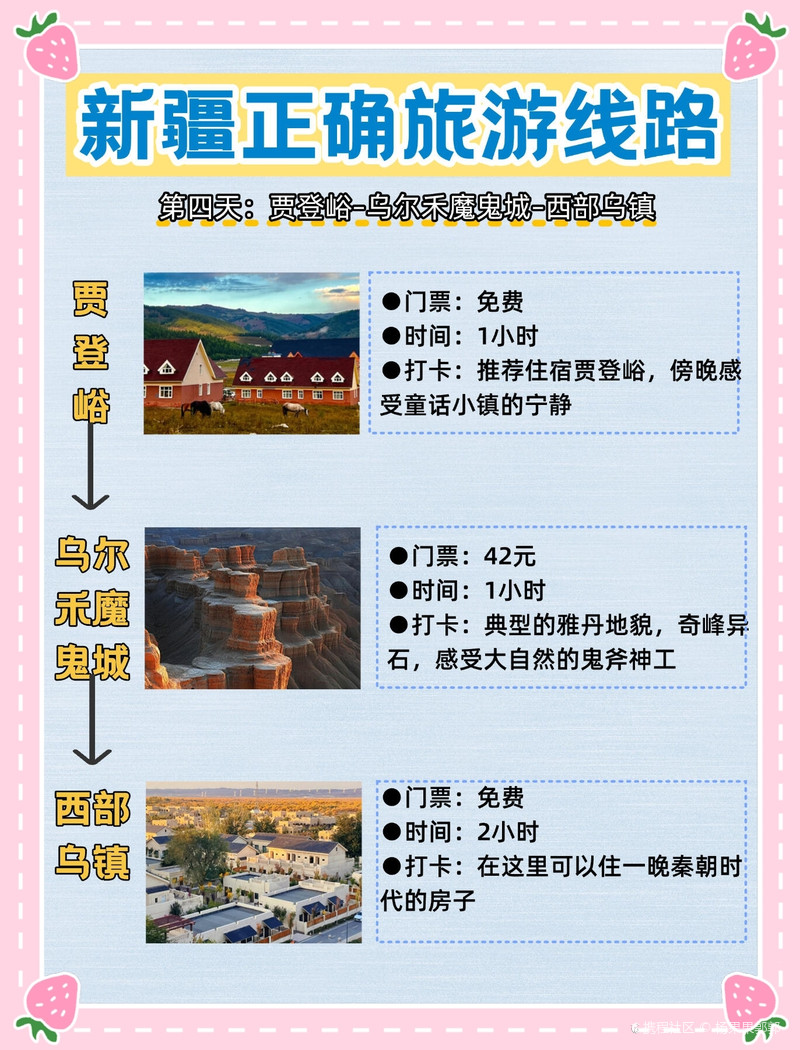 新疆正确旅游线路
第四天：贾登峪-乌尔禾魔鬼城-西部乌镇
贾
登
峪
●门票：免费
●时间：1小时
●打卡：推荐住宿贾登峪，傍晚感
受童话小镇的宁静
乌尔
禾魔
鬼城
●门票：42元
●时间：1小时
●打卡：典型的雅丹地貌，奇峰异
石，感受大自然的鬼斧神工
西部
乌镇
●门票：免费
●时间：2小时
●打卡：在这里可以住一晚秦朝时
代的房子
携程社区